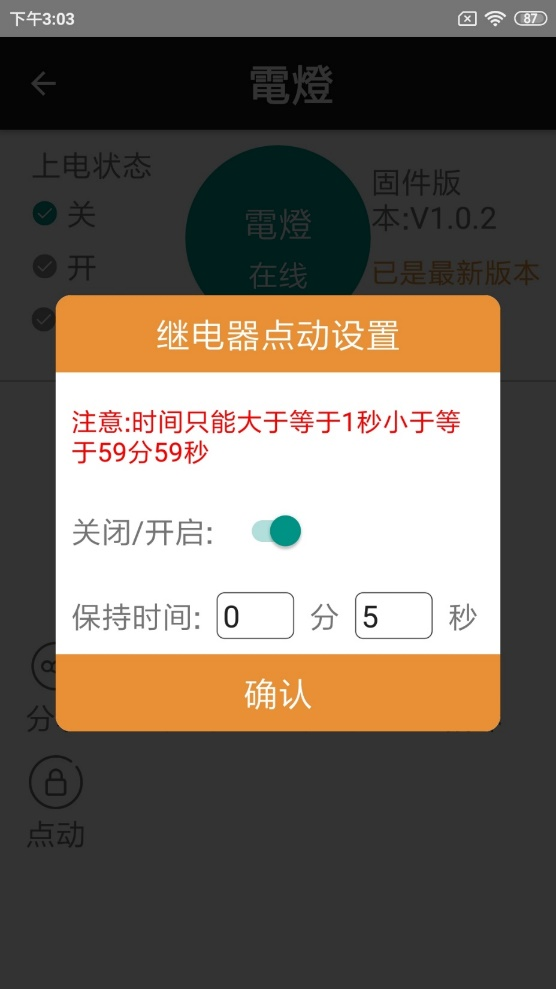 下午3:03
87
電燈
上电状态
关
开
電燈
在线
固件版
本:V1.0.2
已是最新版本
继电器点动设置
注意:时间只能大于等于1秒小于等
于59分59秒
关闭/开启:
保持时间: 0 分 5 秒
确认
分
点动